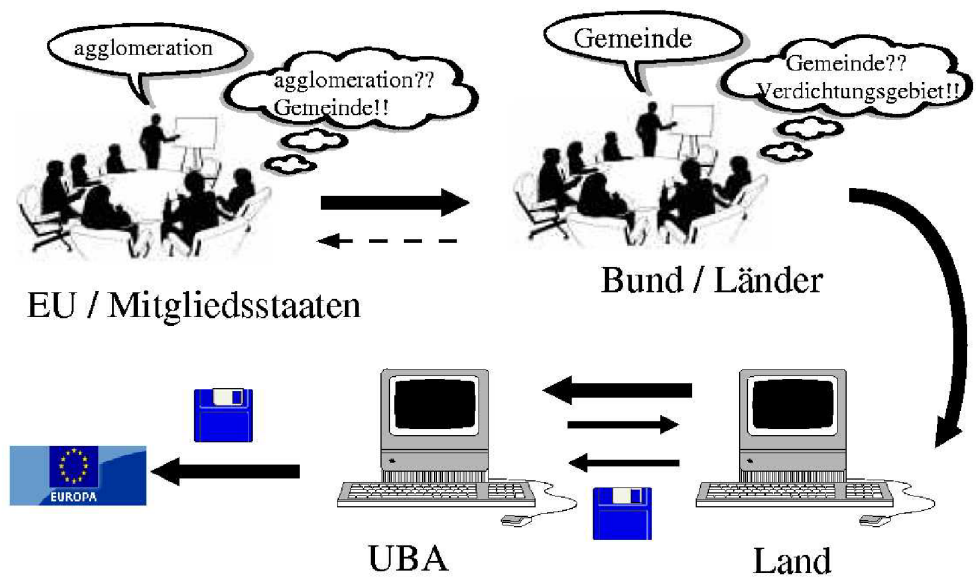 agglomeration
agglomeration??
Gemeinde!!
Gemeinde
Gemeinde??
Verdichtungsgebiet!!
EU / Mitgliedsstaaten
Bund / Länder
EUROPA
UBA
Land